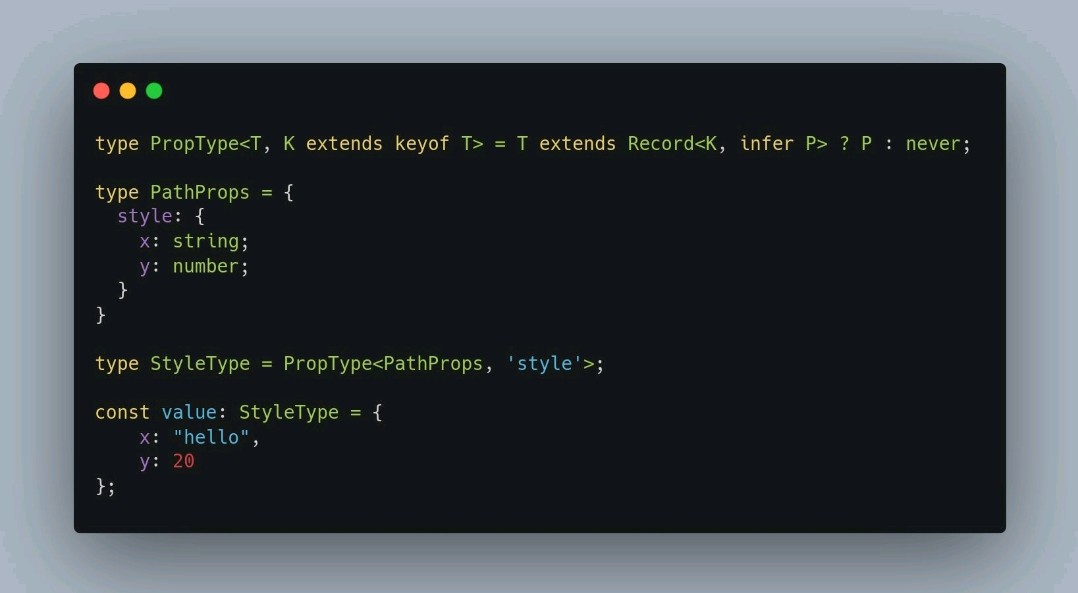 type PropType<T, K extends keyof T> = T extends Record<K, infer P> ? P : never;
type PathProps = {
  style: {
    x: string;
    y: number;
  }
}
type StyleType = PropType<PathProps, 'style'>;
const value: StyleType = {
    x: "hello",
    y: 20
};